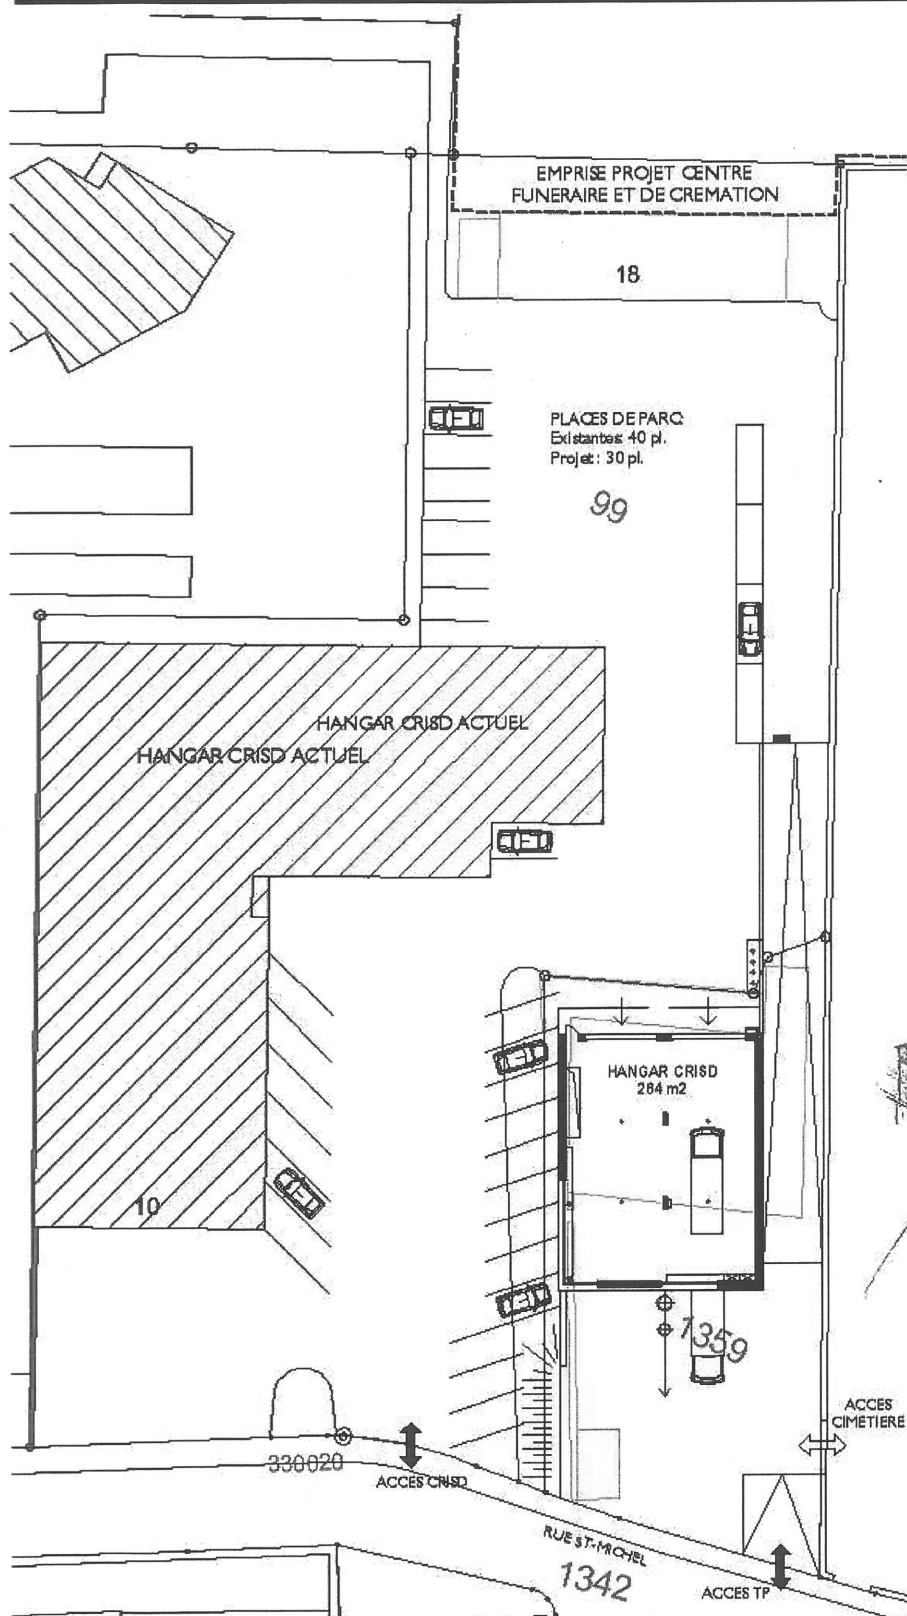 EMPRISE PROJET CENTRE
FUNERAIRE ET DE CREMATION
18
PLACES DE PARC
Existantes: 40 pl.
Projet : 30 pl.
99
HANGAR CRISD ACTUEL
HANGAR CRISD ACTUEL
HANGAR CRISD
284 m2
10
1359
ACCES
CIMETIERE
330020
ACCES CRISD
RUE ST-MICHEL
1342
ACCES TP